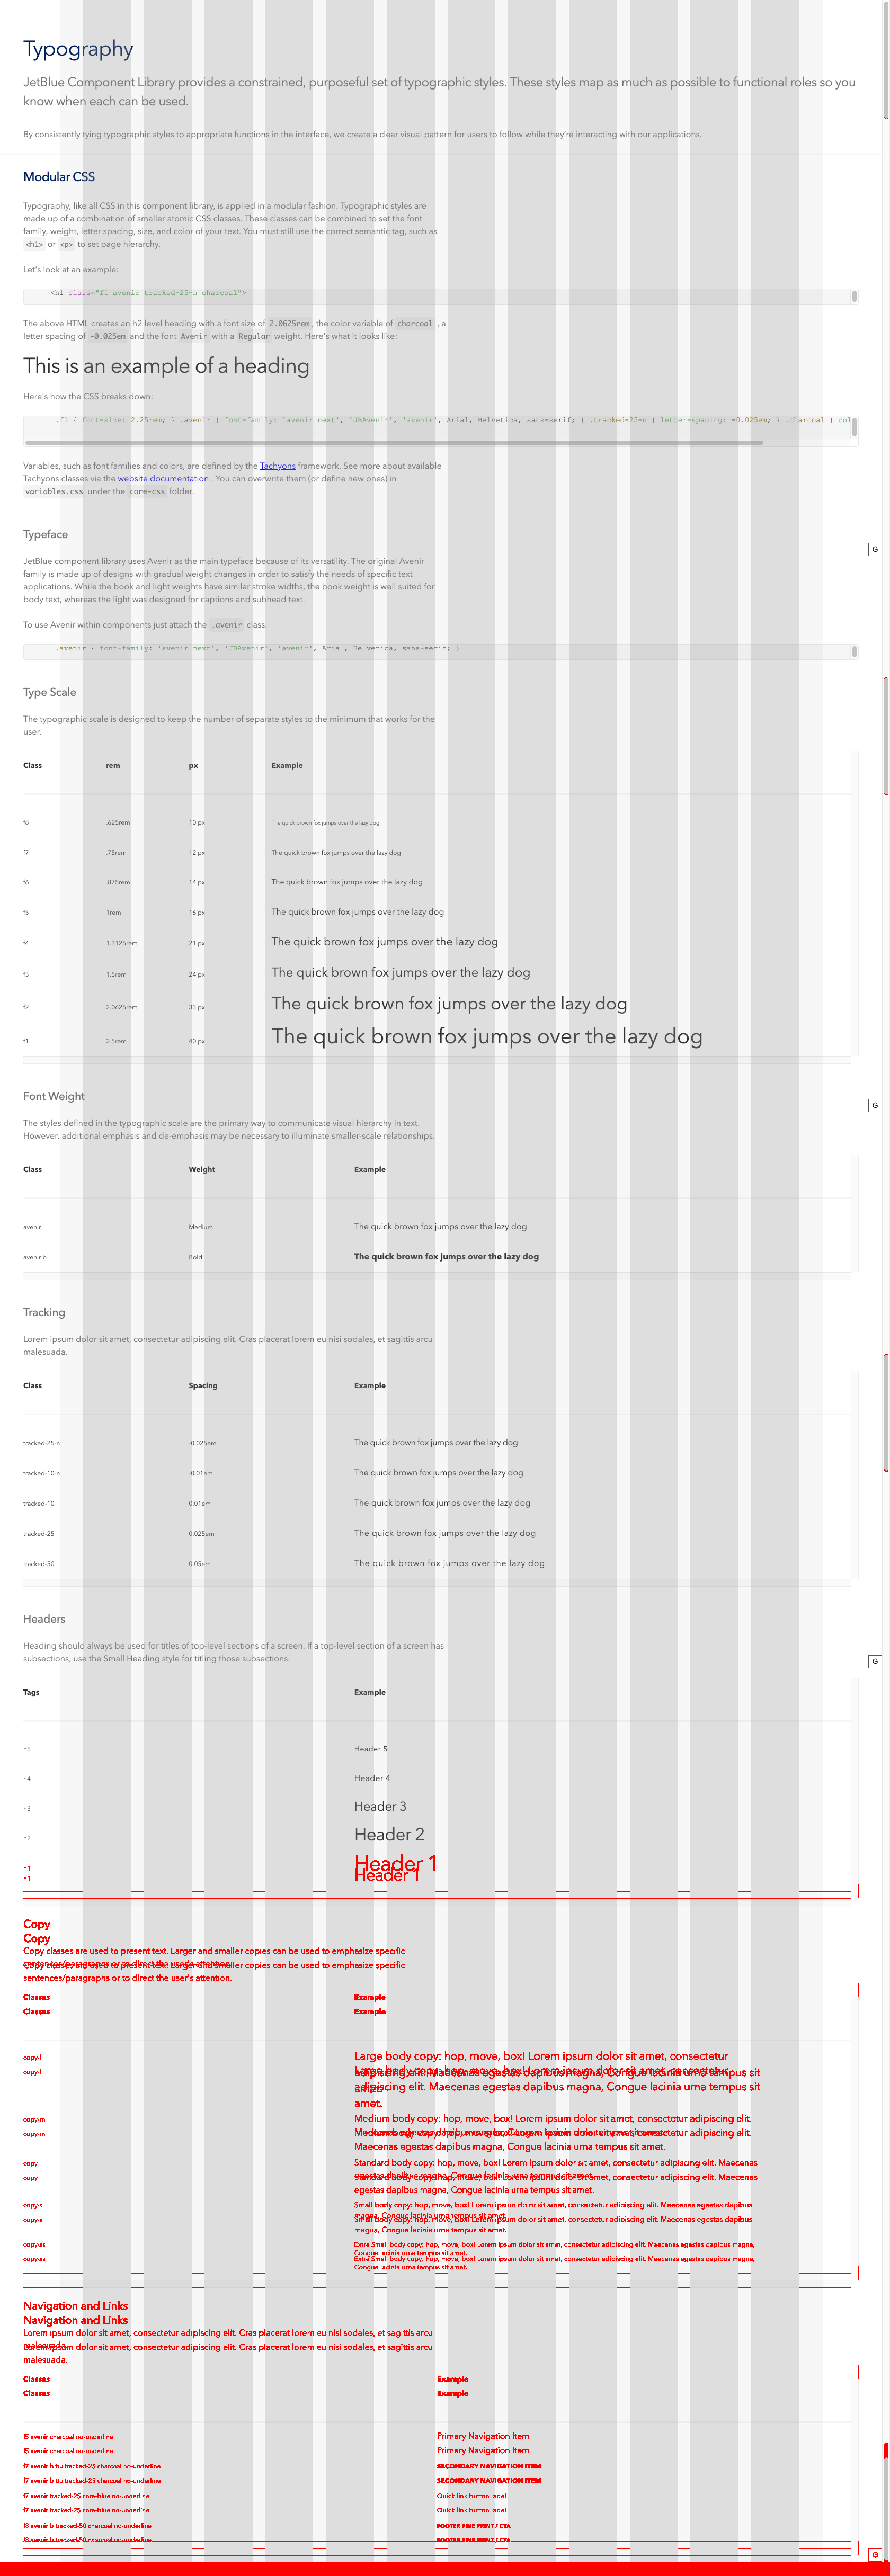 Typography
JetBlue Component Library provides a constrained, purposeful set of typographic styles. These styles map as much as possible to functional roles so you
know when each can be used.
By consistently tying typographic styles to appropriate functions in the interface, we create a clear visual pattern for users to follow while they're interacting with our applications.
Modular CSS
Typography, like all CSS in this component library, is applied in a modular fashion. Typographic styles are
made up of a combination of smaller atomic CSS classes. These classes can be combined to set the font
family, weight, letter spacing, size, and color of your text. You must still use the correct semantic tag, such as
<h1> or <p> to set page hierarchy.
Let's look at an example:
<h1 class="f1 avenir tracked-25-n charcoal">
The above HTML creates an h2 level heading with a font size of 2.0625rem , the color variable of charcoal , a
letter spacing of -0.025em and the font Avenir with a Regular weight. Here's what it looks like:
This is an example of a heading
Here's how the CSS breaks down:
.f1 { font-size: 2.25rem; } .avenir { font-family: 'avenir next', 'JBAvenir', 'avenir', Arial, Helvetica, sans-serif; } .tracked-25-n { letter-spacing: -0.025em; } .charcoal { col
Variables, such as font families and colors, are defined by the Tachyons framework. See more about available
Tachyons classes via the website documentation . You can overwrite them (or define new ones) in
variables.css under the core-css folder.
Typeface
G
JetBlue component library uses Avenir as the main typeface because of its versatility. The original Avenir
family is made up of designs with gradual weight changes in order to satisfy the needs of specific text
applications. While the book and light weights have similar stroke widths, the book weight is well suited for
body text, whereas the light was designed for captions and subhead text.
To use Avenir within components just attach the .avenir class.
.avenir { font-family: 'avenir next', 'JBAvenir', 'avenir', Arial, Helvetica, sans-serif; }
Type Scale
The typographic scale is designed to keep the number of separate styles to the minimum that works for the
user.
Class rem px Example
f8 .625rem 10 px The quick brown fox jumps over the lazy dog
f7 .75rem 12 px The quick brown fox jumps over the lazy dog
f6 .875rem 14 px The quick brown fox jumps over the lazy dog
f5 1rem 16 px The quick brown fox jumps over the lazy dog
f4 1.3125rem 21 px The quick brown fox jumps over the lazy dog
f3 1.5rem 24 px The quick brown fox jumps over the lazy dog
f2 2.0625rem 33 px The quick brown fox jumps over the lazy dog
f1 2.5rem 40 px The quick brown fox jumps over the lazy dog
Font Weight
G
The styles defined in the typographic scale are the primary way to communicate visual hierarchy in text.
However, additional emphasis and de-emphasis may be necessary to illuminate smaller-scale relationships.
Class Weight Example
avenir Medium The quick brown fox jumps over the lazy dog
avenir b Bold The quick brown fox jumps over the lazy dog
Tracking
Lorem ipsum dolor sit amet, consectetur adipiscing elit. Cras placerat lorem eu nisi sodales, et sagittis arcu
malesuada.
Class Spacing Example
tracked-25-n -0.025em The quick brown fox jumps over the lazy dog
tracked-10-n -0.01em The quick brown fox jumps over the lazy dog
tracked-10 0.01em The quick brown fox jumps over the lazy dog
tracked-25 0.025em The quick brown fox jumps over the lazy dog
tracked-50 0.05em The quick brown fox jumps over the lazy dog
Headers
Heading should always be used for titles of top-level sections of a screen. If a top-level section of a screen has
subsections, use the Small Heading style for titling those subsections.
G
Tags Example
h5 Header 5
h4 Header 4
h3 Header 3
h2 Header 2
h1 Header 1
h1 Header 1
Copy
Copy
Copy classes are used to present text. Larger and smaller copies can be used to emphasize specific
sentences/paragraphs or to direct the user's attention.
Copy classes are used to present text. Larger and smaller copies can be used to emphasize specific
sentences/paragraphs or to direct the user's attention.
Classes Example
Classes Example
copy-l Large body copy: hop, move, box! Lorem ipsum dolor sit amet, consectetur
adipiscing elit. Maecenas egestas dapibus magna, Congue lacinia urna tempus sit
amet.
copy-l Large body copy: hop, move, box! Lorem ipsum dolor sit amet, consectetur
adipiscing elit. Maecenas egestas dapibus magna, Congue lacinia urna tempus sit
amet.
copy-m Medium body copy: hop, move, box! Lorem ipsum dolor sit amet, consectetur adipiscing elit.
Maecenas egestas dapibus magna, Congue lacinia urna tempus sit amet.
copy-m Medium body copy: hop, move, box! Lorem ipsum dolor sit amet, consectetur adipiscing elit.
Maecenas egestas dapibus magna, Congue lacinia urna tempus sit amet.
copy Standard body copy: hop, move, box! Lorem ipsum dolor sit amet, consectetur adipiscing elit. Maecenas
egestas dapibus magna, Congue lacinia urna tempus sit amet.
copy Standard body copy: hop, move, box! Lorem ipsum dolor sit amet, consectetur adipiscing elit. Maecenas
egestas dapibus magna, Congue lacinia urna tempus sit amet.
copy-s Small body copy: hop, move, box! Lorem ipsum dolor sit amet, consectetur adipiscing elit. Maecenas egestas dapibus
magna, Congue lacinia urna tempus sit amet.
copy-s Small body copy: hop, move, box! Lorem ipsum dolor sit amet, consectetur adipiscing elit. Maecenas egestas dapibus
magna, Congue lacinia urna tempus sit amet.
copy-xs Extra Small body copy: hop, move, box! Lorem ipsum dolor sit amet, consectetur adipiscing elit. Maecenas egestas dapibus magna,
Congue lacinia urna tempus sit amet.
copy-xs Extra Small body copy: hop, move, box! Lorem ipsum dolor sit amet, consectetur adipiscing elit. Maecenas egestas dapibus magna,
Congue lacinia urna tempus sit amet.
Navigation and Links
Navigation and Links
Lorem ipsum dolor sit amet, consectetur adipiscing elit. Cras placerat lorem eu nisi sodales, et sagittis arcu
malesuada.
Lorem ipsum dolor sit amet, consectetur adipiscing elit. Cras placerat lorem eu nisi sodales, et sagittis arcu
malesuada.
Classes Example
Classes Example
f5 avenir charcoal no-underline Primary Navigation Item
f5 avenir charcoal no-underline Primary Navigation Item
f7 avenir b ttu tracked-25 charcoal no-underline SECONDARY NAVIGATION ITEM
f7 avenir b ttu tracked-25 charcoal no-underline SECONDARY NAVIGATION ITEM
f7 avenir tracked-25 core-blue no-underline Quick link button label
f7 avenir tracked-25 core-blue no-underline Quick link button label
f8 avenir b tracked-50 charcoal no-underline FOOTER FINE PRINT / CTA
f8 avenir b tracked-50 charcoal no-underline FOOTER FINE PRINT / CTA
G